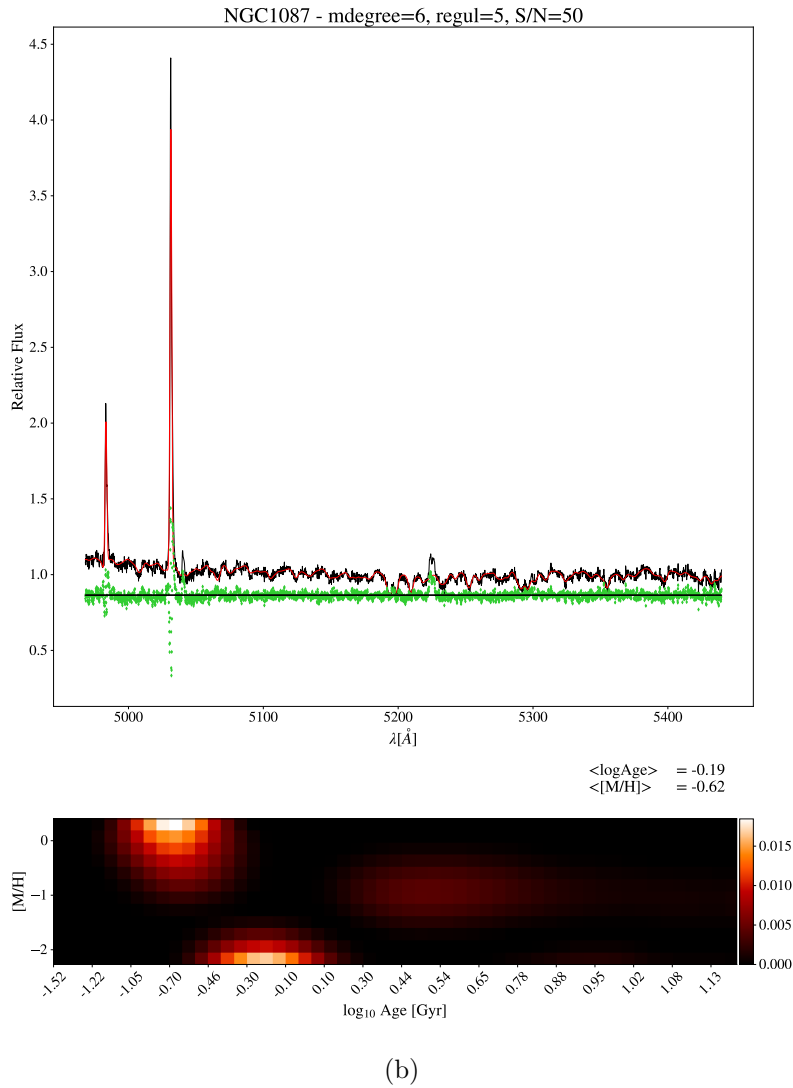 NGC1087 - mdegree=6, regul=5, S/N=50
4.5
4.0
3.5
3.0
2.5
2.0
1.5
1.0
0.5
Relative Flux
5000 5100 5200 5300 5400
λ[Å]
<logAge> = -0.19
<[M/H]> = -0.62
0
−1
−2
[M/H]
0.015
0.010
0.005
0.000
-1.52 -1.22 -1.05 -0.70 -0.46 -0.30 -0.10 0.10 0.30 0.44 0.54 0.65 0.78 0.88 0.95 1.02 1.08 1.13
log₁₀ Age [Gyr]
(b)